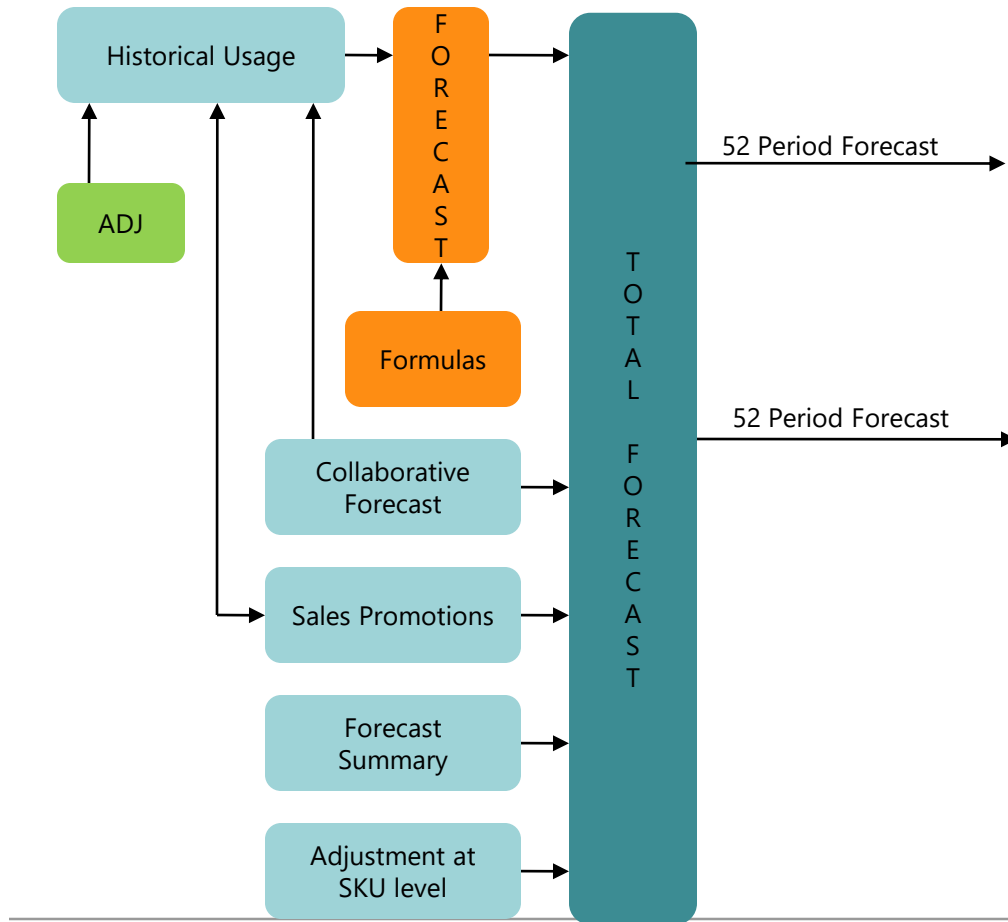 Historical Usage
F
O
R
E
C
A
S
T
52 Period Forecast
ADJ
Formulas
T
O
T
A
L
F
O
R
E
C
A
S
T
52 Period Forecast
Collaborative
Forecast
Sales Promotions
Forecast
Summary
Adjustment at
SKU level